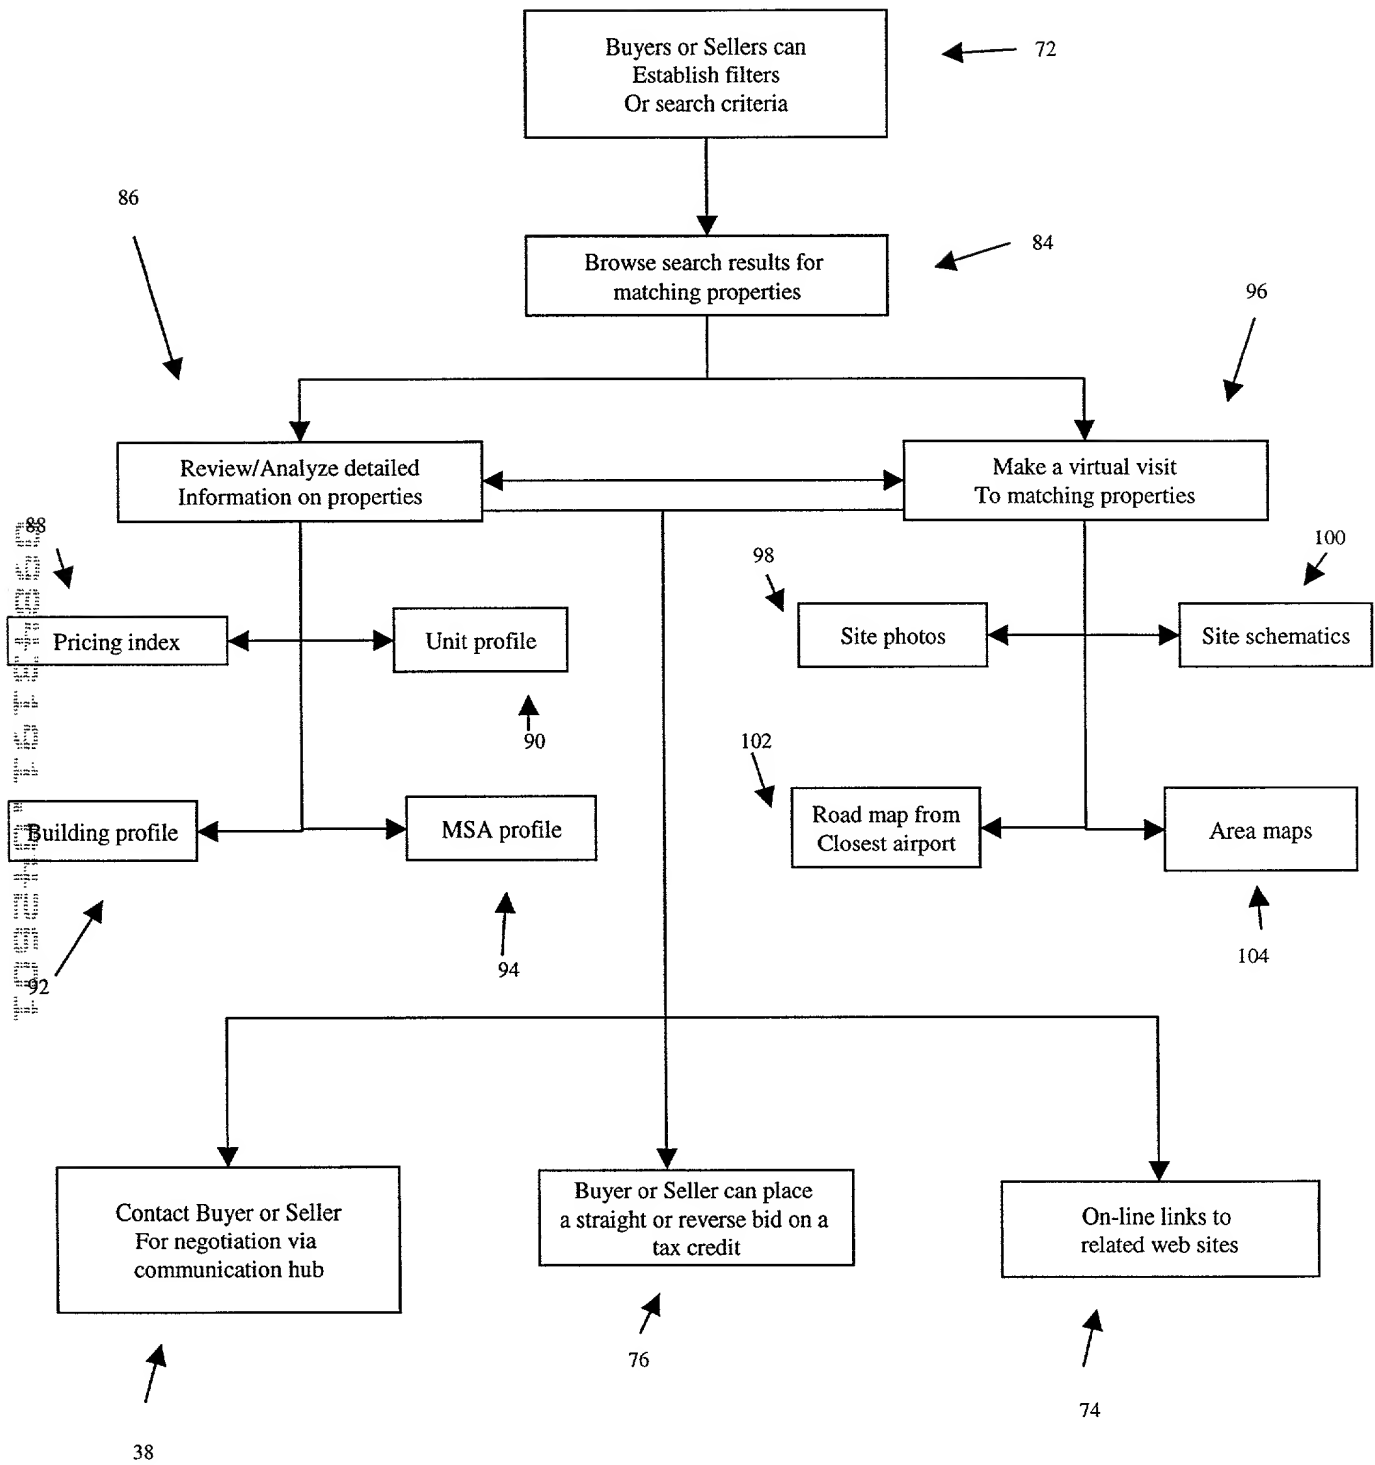 Buyers or Sellers can
Establish filters
Or search criteria
72
86
Browse search results for
matching properties
84
96
Review/Analyze detailed
Information on properties
Make a virtual visit
To matching properties
88
98
100
Pricing index
Unit profile
Site photos
Site schematics
90
102
Building profile
MSA profile
Road map from
Closest airport
Area maps
92
94
104
Contact Buyer or Seller
For negotiation via
communication hub
Buyer or Seller can place
a straight or reverse bid on a
tax credit
On-line links to
related web sites
76
74
38